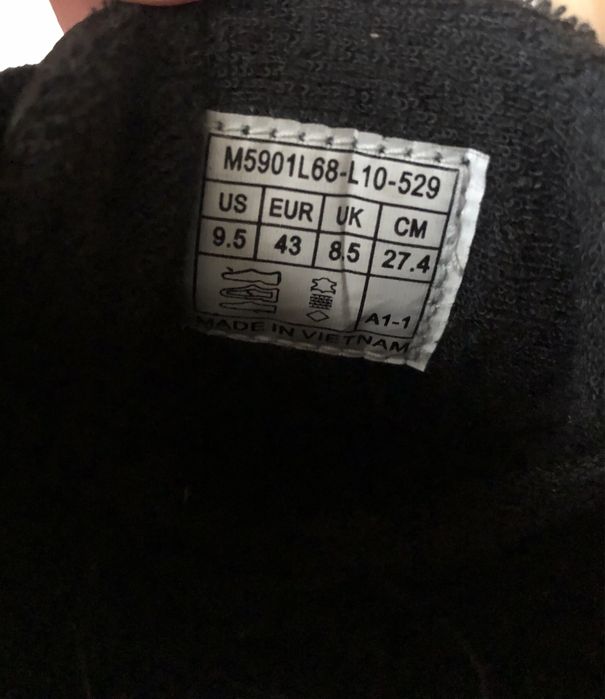 M5901L68-L10-529
US EUR UK CM
9.5 43 8.5 27.4
A1-1
MADE IN VIETNAM